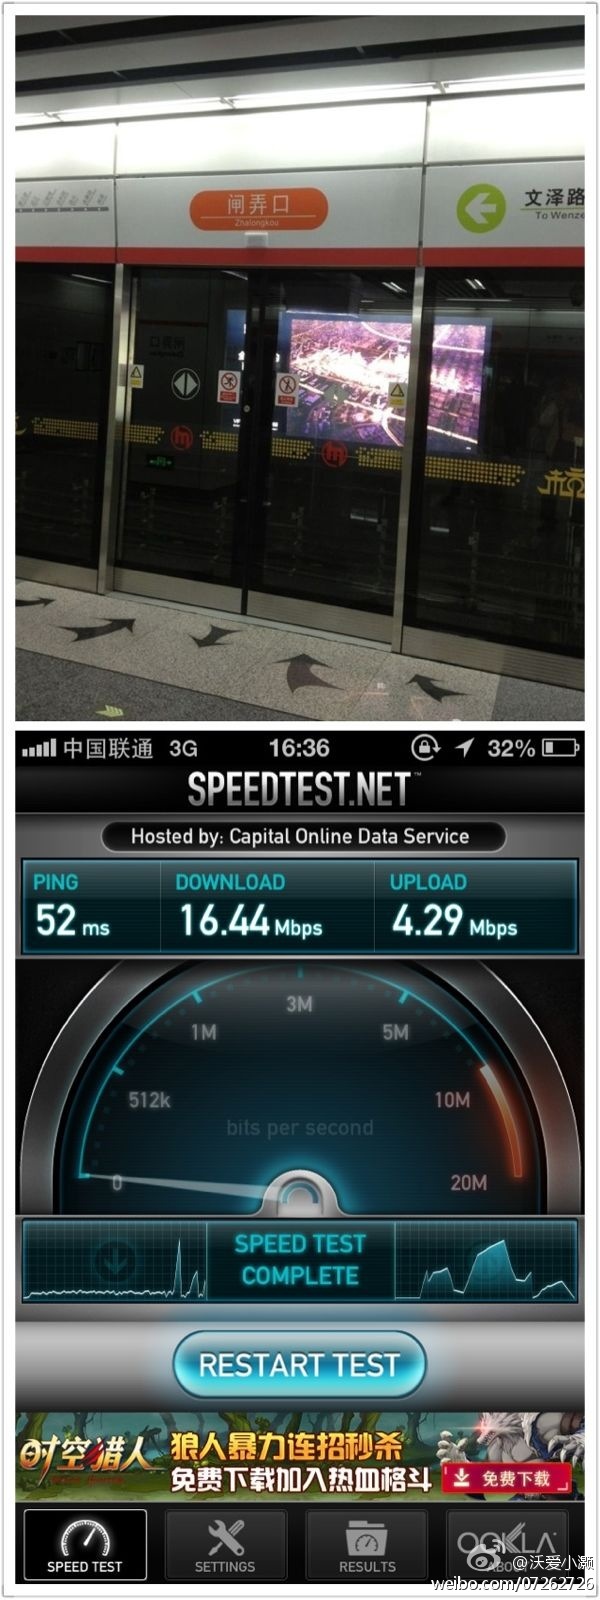 闸弄口
Zhalongkou
文泽路
To Wenze
中国联通 3G 16:36 32%
SPEEDTEST.NET™
Hosted by: Capital Online Data Service
PING DOWNLOAD UPLOAD
52 ms 16.44 Mbps 4.29 Mbps
3M
1M 5M
512k 10M
bits per second
0 20M
SPEED TEST
COMPLETE
RESTART TEST
时空猎人
狼人暴力连招秒杀
免费下载加入热血格斗
免费下载
SPEED TEST SETTINGS RESULTS ABOUT
OOKLA
@沃爱小灏
weibo.com/07262726